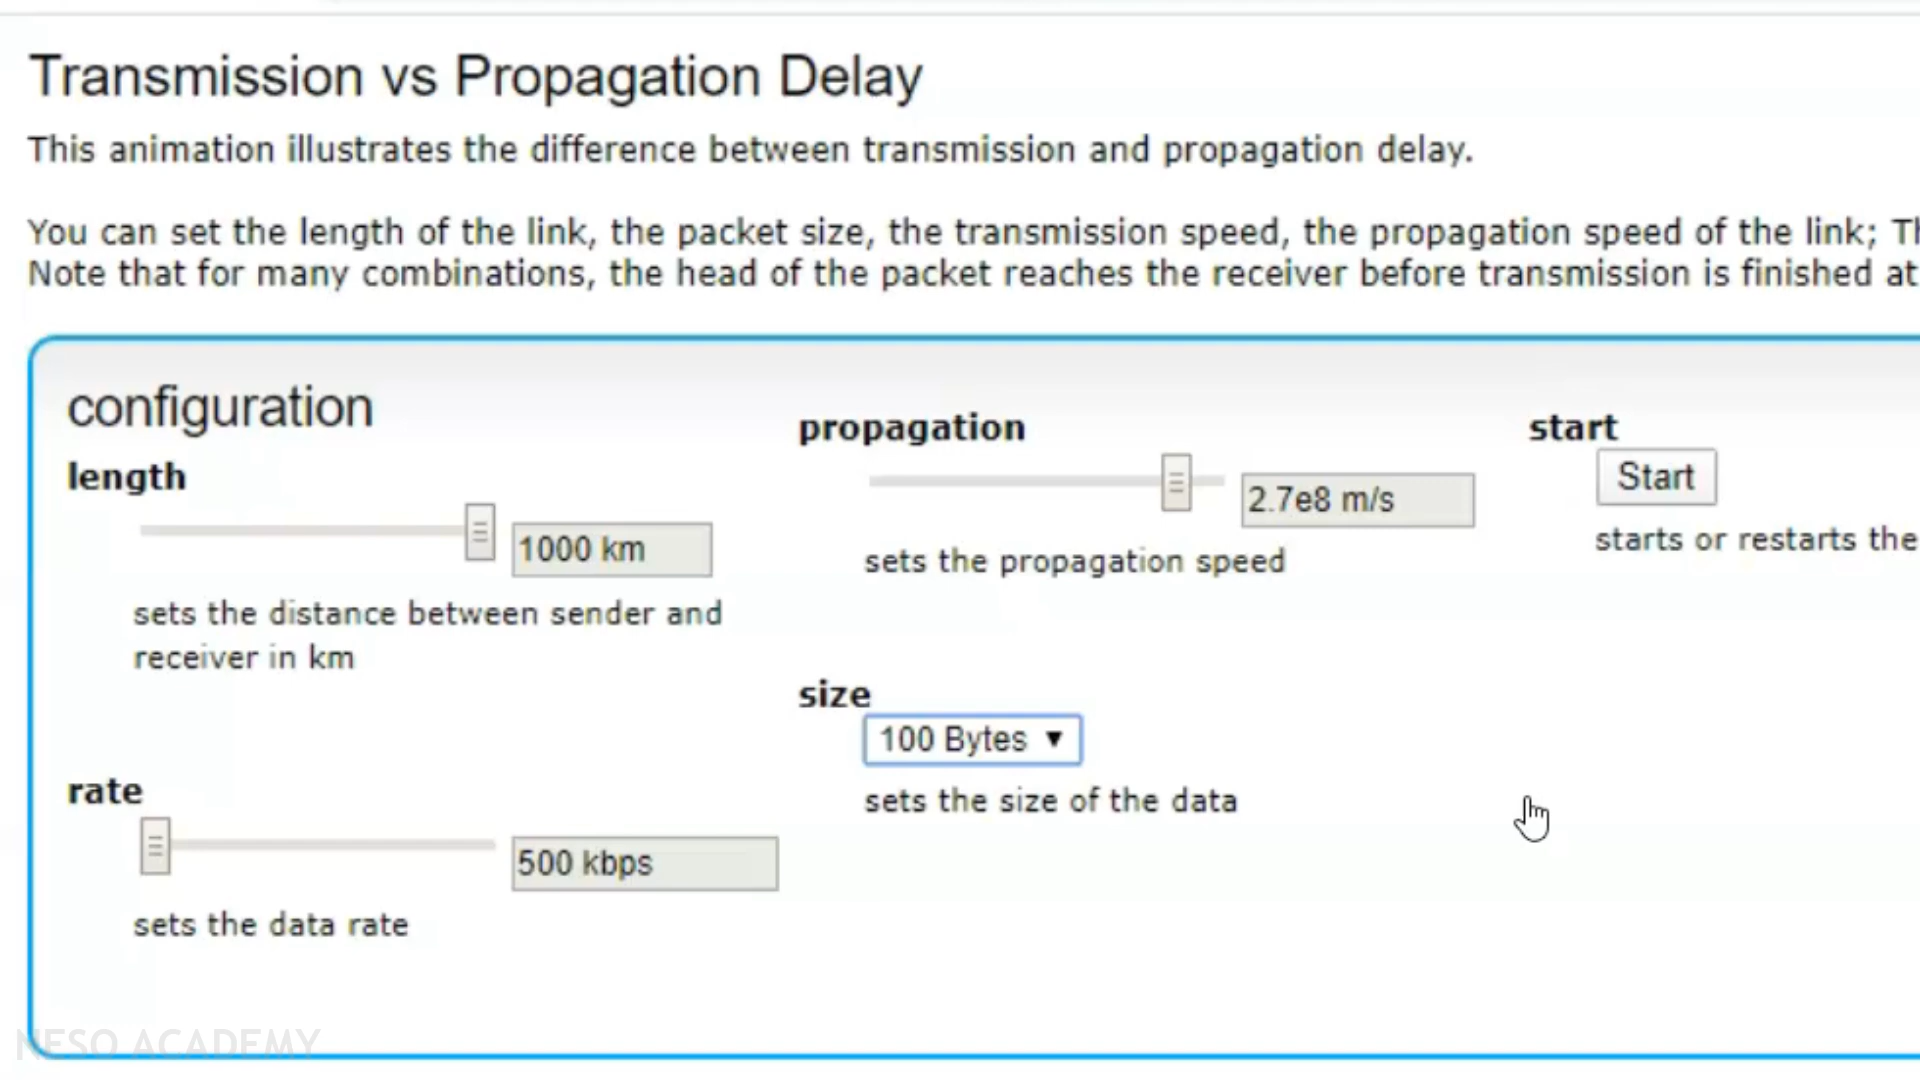 Transmission vs Propagation Delay
This animation illustrates the difference between transmission and propagation delay.
You can set the length of the link, the packet size, the transmission speed, the propagation speed of the link;
Note that for many combinations, the head of the packet reaches the receiver before transmission is finished at
configuration
length
1000 km
sets the distance between sender and
receiver in km
rate
500 kbps
sets the data rate
propagation
2.7e8 m/s
sets the propagation speed
size
100 Bytes
sets the size of the data
start
Start
starts or restarts the
NESO ACADEMY